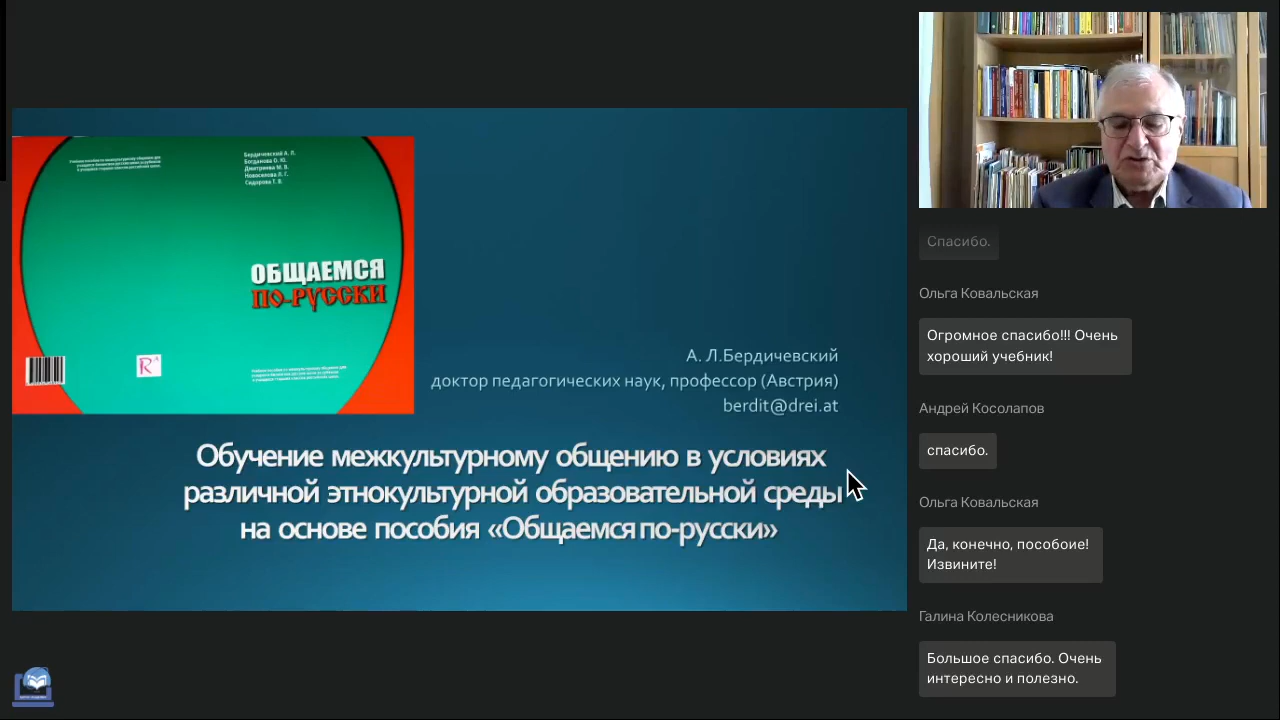 Бердичевский А. Л.
Богданова О. Ю.
Дмитриева М. В.
Новоселова Л. Г.
Сидорова Т. В.
ОБЩАЕМСЯ
ПО-РУССКИ
R
А. Л.Бердичевский
доктор педагогических наук, профессор (Австрия)
berdit@drei.at
Обучение межкультурному общению в условиях
различной этнокультурной образовательной среды
на основе пособия «Общаемся по-русски»
Спасибо.
Ольга Ковальская
Огромное спасибо!!! Очень
хороший учебник!
Андрей Косолапов
спасибо.
Ольга Ковальская
Да, конечно, пособоие!
Извините!
Галина Колесникова
Большое спасибо. Очень
интересно и полезно.